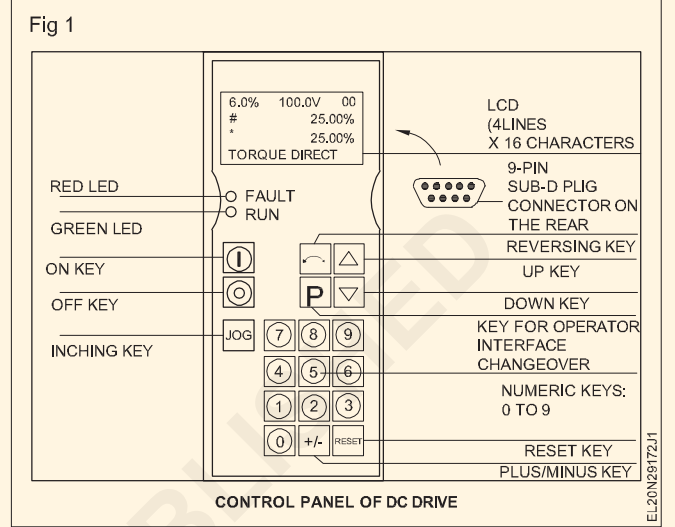 Fig 1
6.0% 100.0V 00
# 25.00%
* 25.00%
TORQUE DIRECT
LCD
(4LINES
X 16 CHARACTERS
9-PIN
SUB-D PLIG
CONNECTOR ON
THE REAR
RED LED
FAULT
RUN
GREEN LED
REVERSING KEY
ON KEY
UP KEY
OFF KEY
P
DOWN KEY
KEY FOR OPERATOR
INTERFACE
CHANGEOVER
INCHING KEY
JOG
7 8 9
4 5 6
1 2 3
0 +/- RESET
NUMERIC KEYS:
0 TO 9
RESET KEY
PLUS/MINUS KEY
CONTROL PANEL OF DC DRIVE
EL20N29172J1